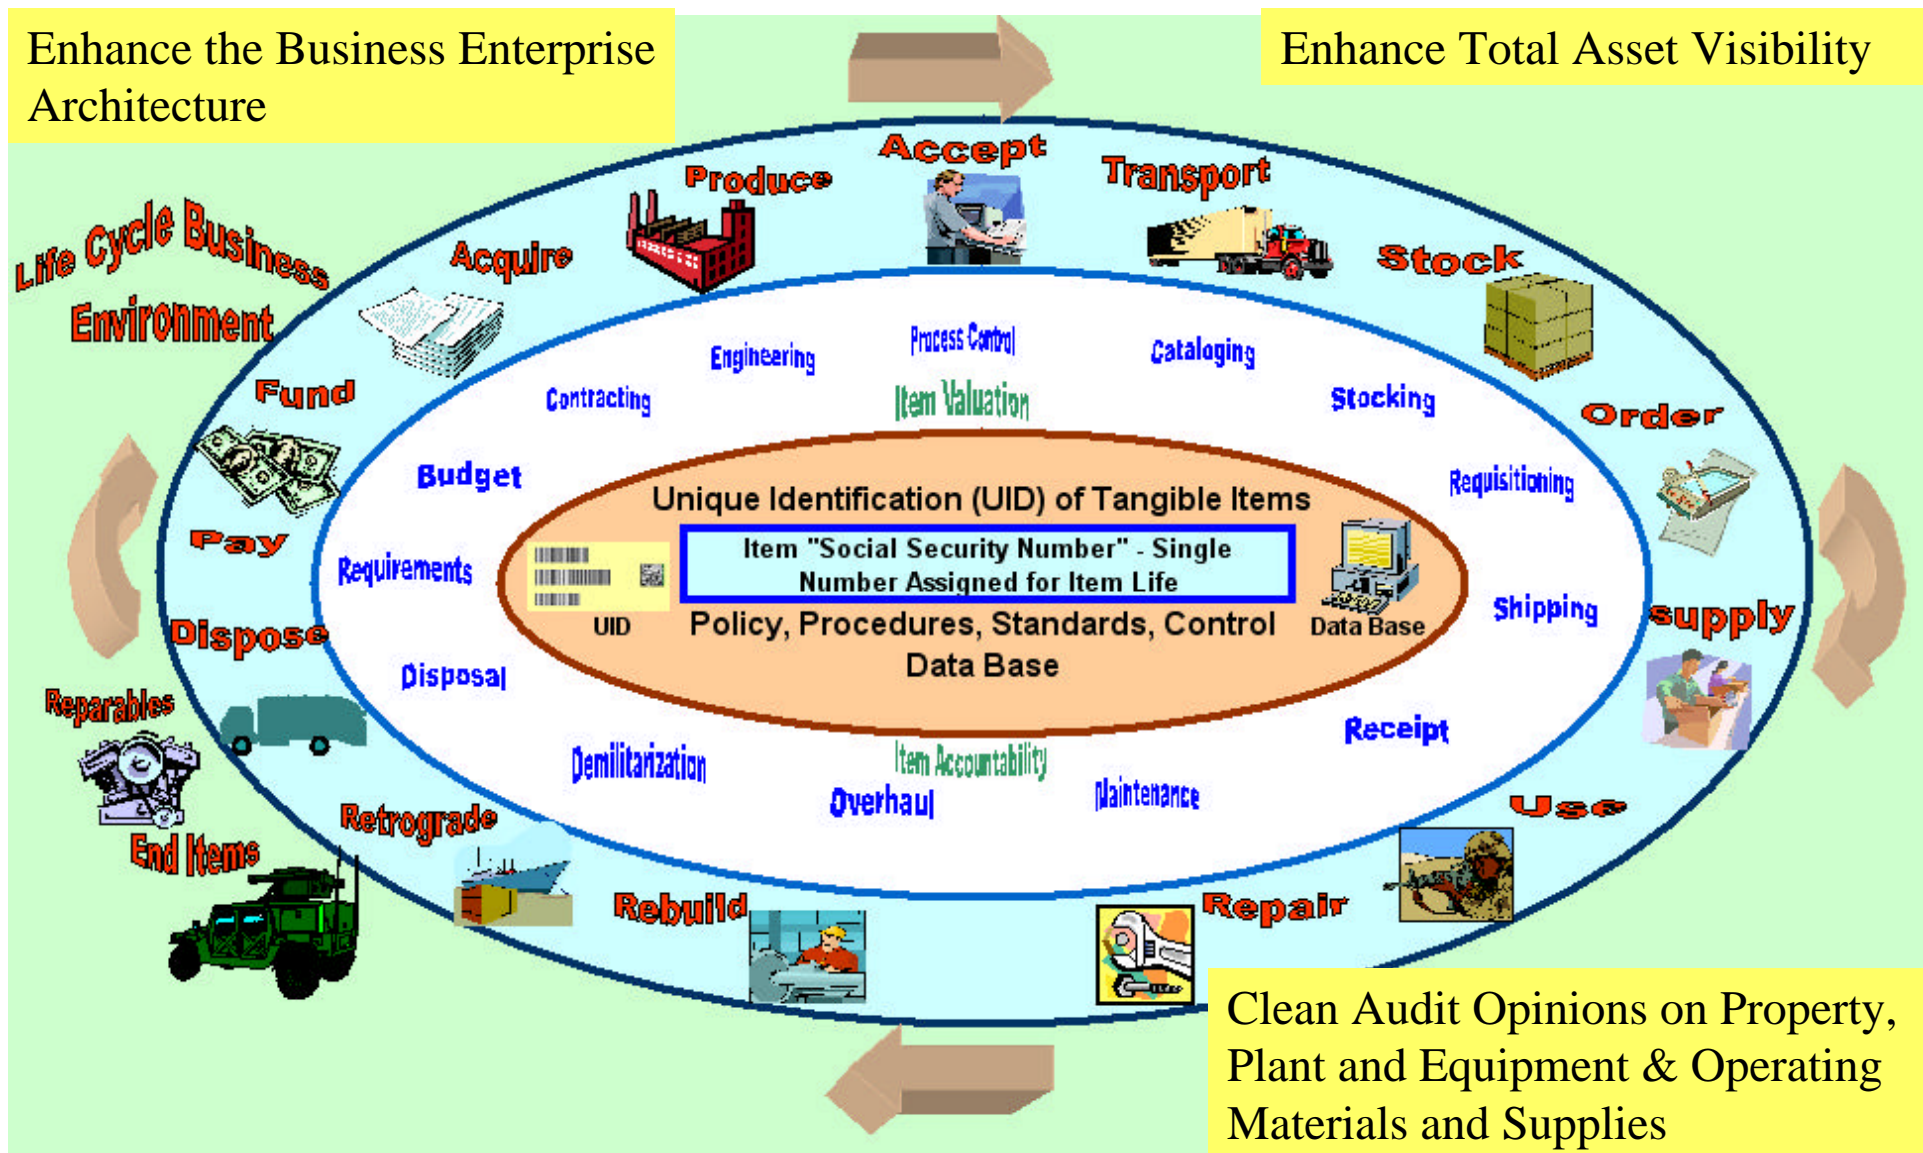 Enhance the Business Enterprise
Architecture
Enhance Total Asset Visibility
Life Cycle Business
Environment
Accept
Produce
Transport
Acquire
Stock
Fund
Order
Pay
supply
Dispose
Reparables
End Items
Retrograde
Use
Rebuild
Repair
Process Control
Engineering
Cataloging
Contracting
Item Valuation
Stocking
Budget
Requisitioning
Requirements
Shipping
Disposal
Receipt
Demilitarization
Item Accountability
Overhaul
Maintenance
Unique Identification (UID) of Tangible Items
Item "Social Security Number" - Single
Number Assigned for Item Life
UID
Policy, Procedures, Standards, Control
Data Base
Data Base
Clean Audit Opinions on Property,
Plant and Equipment & Operating
Materials and Supplies